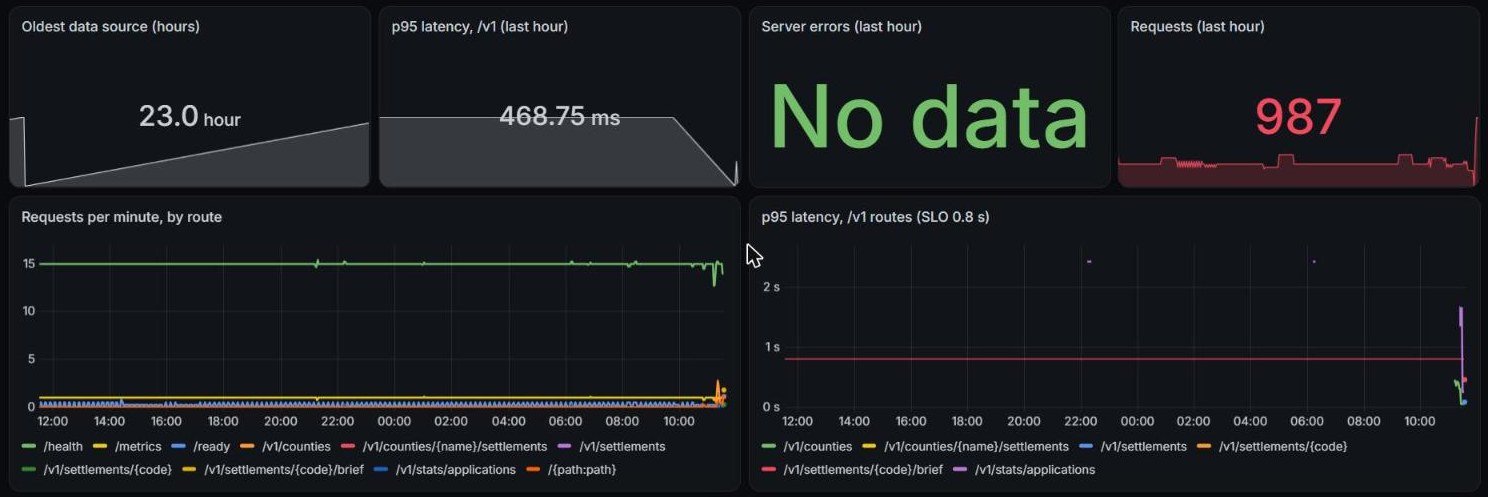 Oldest data source (hours)
23.0 hour
p95 latency, /v1 (last hour)
468.75 ms
Server errors (last hour)
No data
Requests (last hour)
987
Requests per minute, by route
15
10
5
0
12:00 14:00 16:00 18:00 20:00 22:00 00:00 02:00 04:00 06:00 08:00 10:00
/health /metrics /ready /v1/counties /v1/counties/{name}/settlements /v1/settlements
/v1/settlements/{code} /v1/settlements/{code}/brief /v1/stats/applications /{path:path}
p95 latency, /v1 routes (SLO 0.8 s)
2 s
1 s
0 s
12:00 14:00 16:00 18:00 20:00 22:00 00:00 02:00 04:00 06:00 08:00 10:00
/v1/counties /v1/counties/{name}/settlements /v1/settlements /v1/settlements/{code}
/v1/settlements/{code}/brief /v1/stats/applications